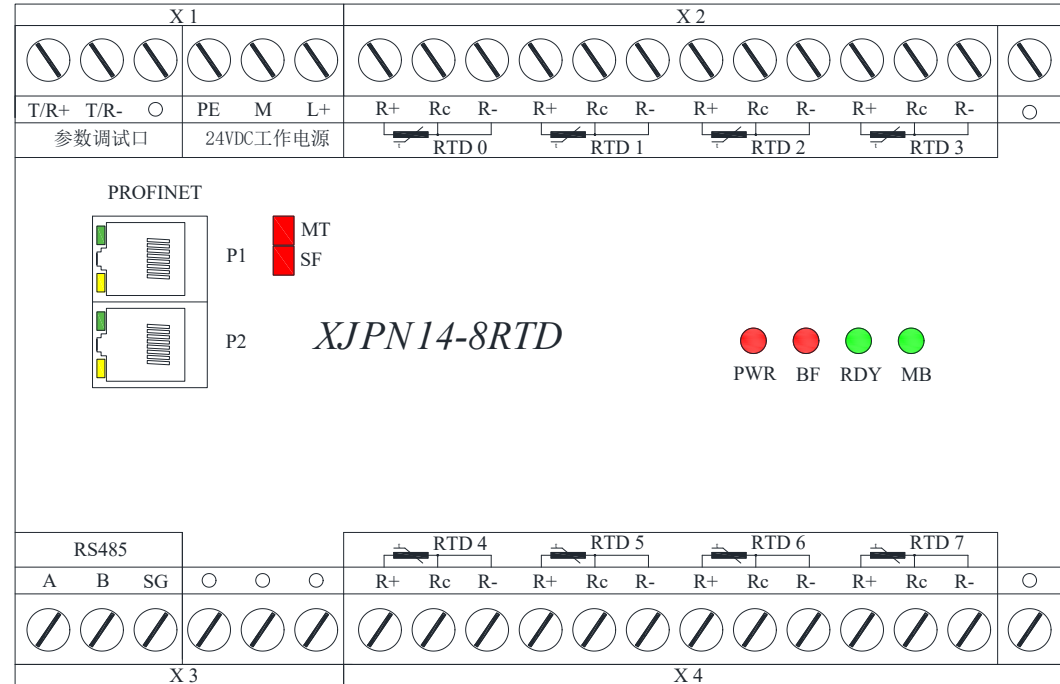 X 1 X 2
T/R+ T/R- PE M L+ R+ Rc R- R+ Rc R- R+ Rc R- R+ Rc R-
参数调试口 24VDC工作电源 RTD 0 RTD 1 RTD 2 RTD 3
PROFINET
P1 MT
SF
P2 XJPN14-8RTD
PWR BF RDY MB
RS485 RTD 4 RTD 5 RTD 6 RTD 7
A B SG R+ Rc R- R+ Rc R- R+ Rc R- R+ Rc R-
X 3 X 4